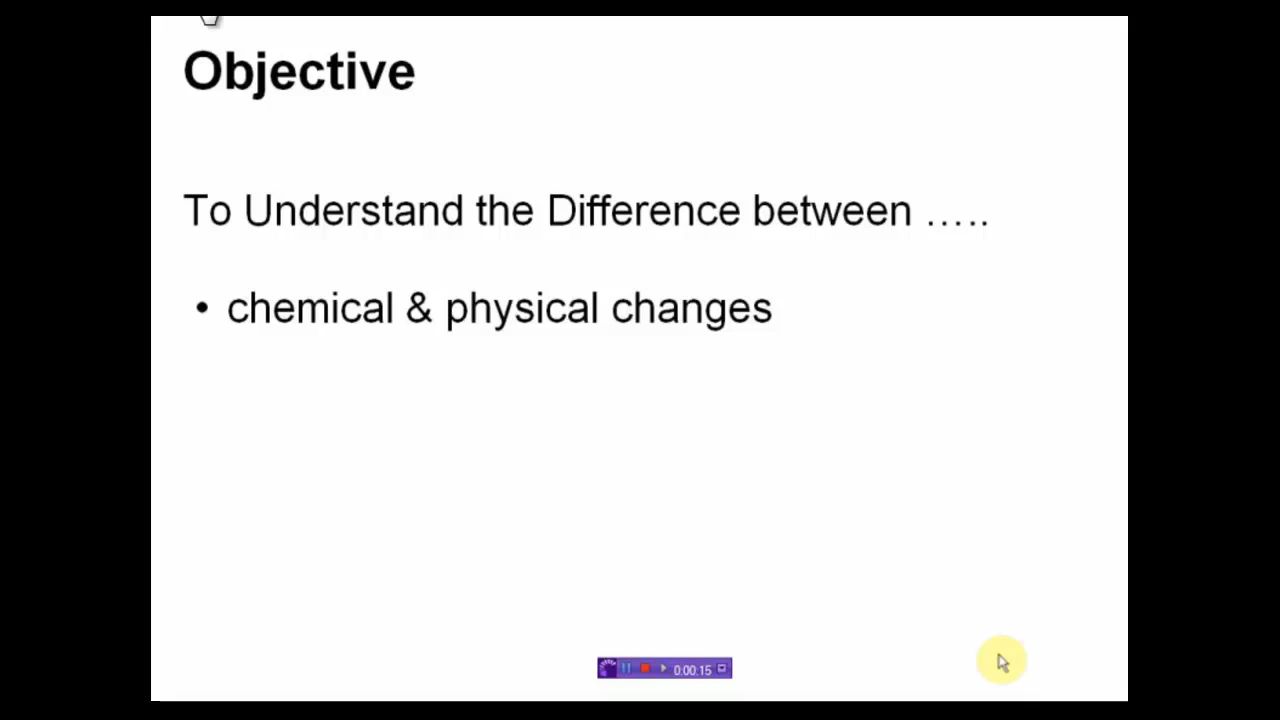 Objective
To Understand the Difference between .....
• chemical & physical changes
0:00:15